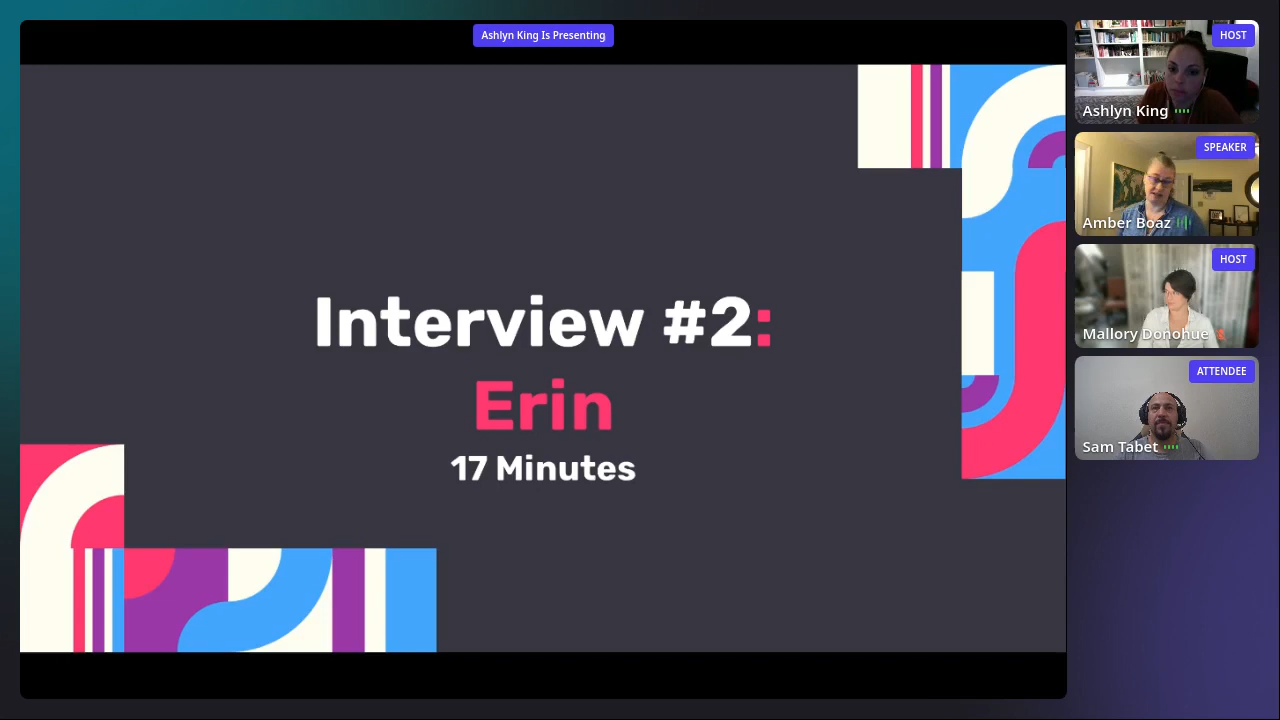 Ashlyn King Is Presenting
Interview #2:
Erin
17 Minutes
HOST
Ashlyn King
SPEAKER
Amber Boaz
HOST
Mallory Donohue
ATTENDEE
Sam Tabet